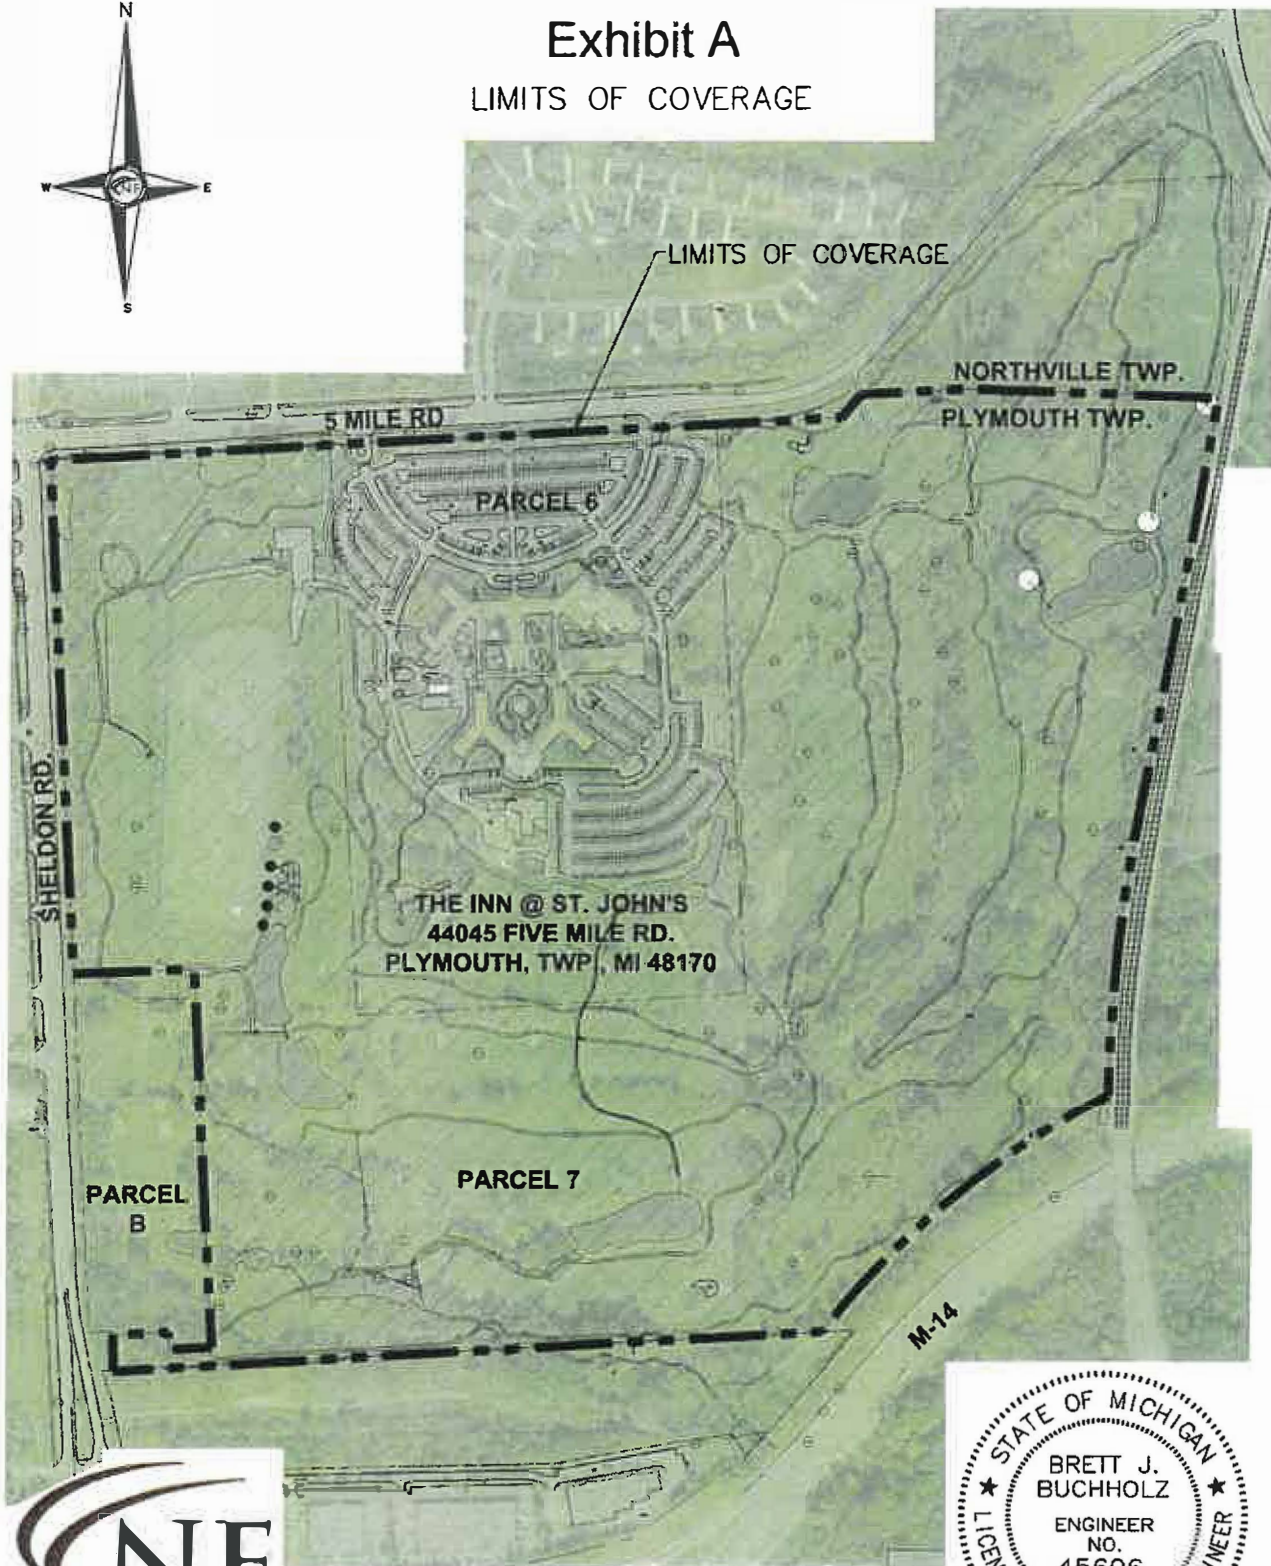 N
Exhibit A
LIMITS OF COVERAGE
W
E
S
LIMITS OF COVERAGE
NORTHVILLE TWP.
5 MILE RD
PLYMOUTH TWP.
PARCEL 6
SHELDON RD.
THE INN @ ST. JOHN'S
44045 FIVE MILE RD.
PLYMOUTH, TWP., MI 48170
PARCEL
B
PARCEL 7
M-14
STATE OF MICHIGAN
BRETT J.
BUCHHOLZ
ENGINEER
NO.
NF